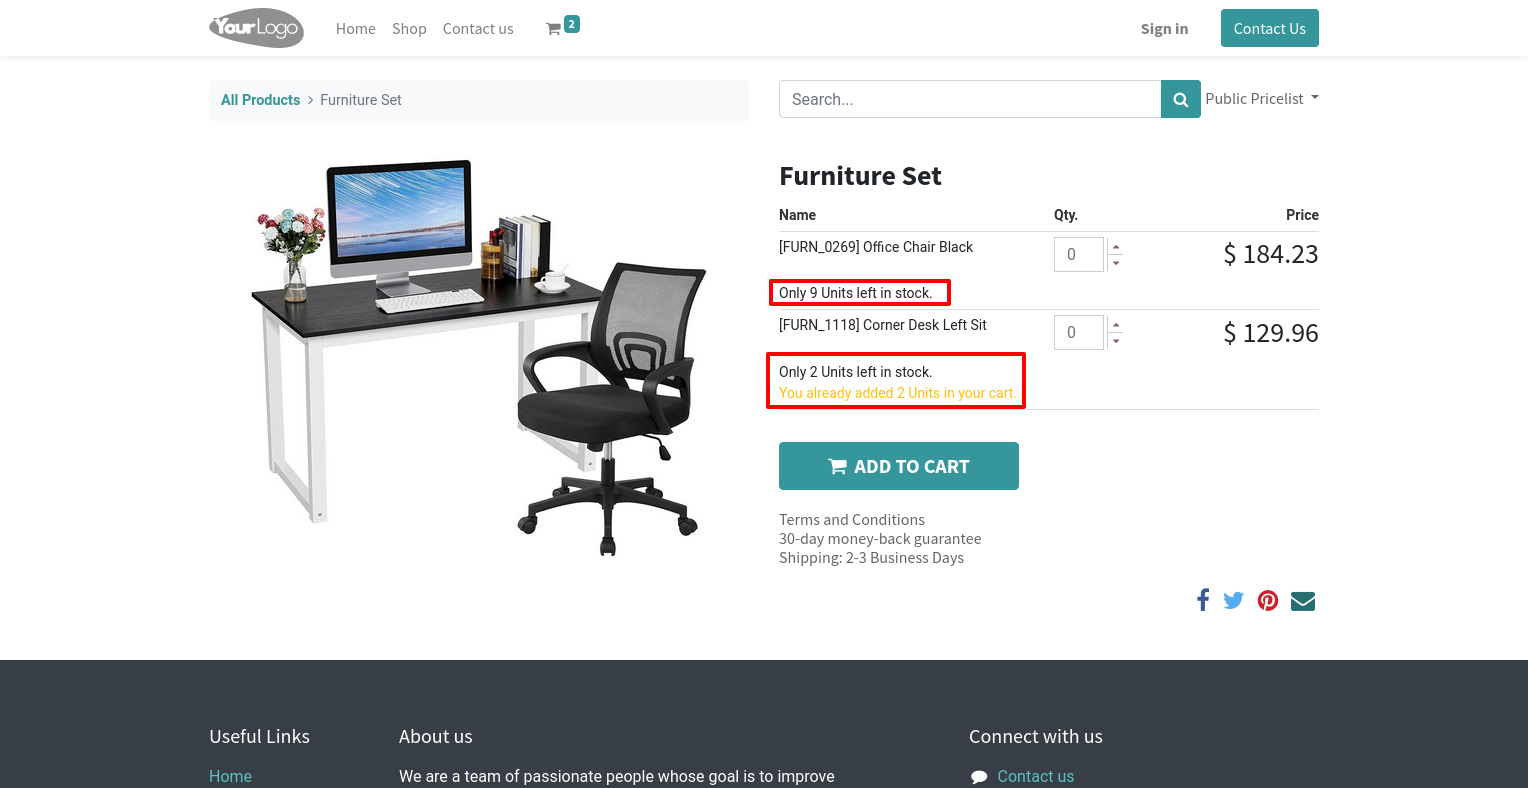 YourLogo
Home
Shop
Contact us
2
Sign in
Contact Us
All Products
Furniture Set
Search...
Public Pricelist
Furniture Set
Name Qty. Price
[FURN_0269] Office Chair Black 0 $ 184.23
Only 9 Units left in stock.
[FURN_1118] Corner Desk Left Sit 0 $ 129.96
Only 2 Units left in stock.
You already added 2 Units in your cart.
ADD TO CART
Terms and Conditions
30-day money-back guarantee
Shipping: 2-3 Business Days
Useful Links
About us
Connect with us
Home
We are a team of passionate people whose goal is to improve
Contact us